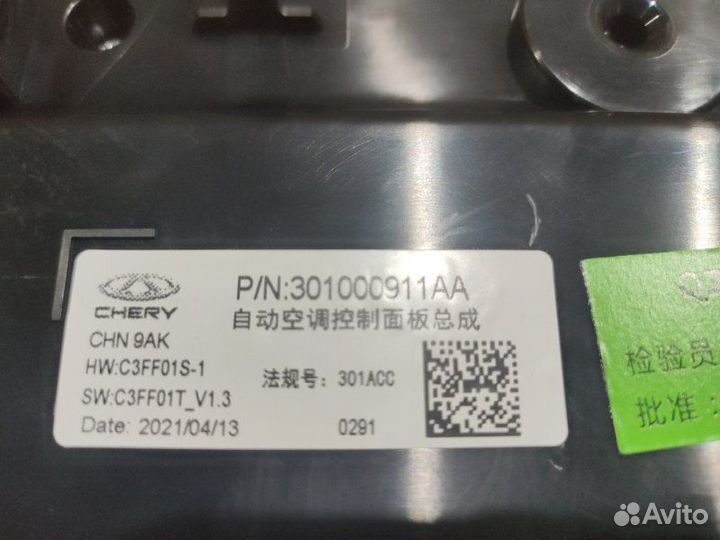 CHERY
P/N:301000911AA
自动空调控制面板总成
CHN 9AK
HW:C3FF01S-1
SW:C3FF01T_V1.3
Date: 2021/04/13
法规号: 301ACC
0291
检验员
批准:
Avito